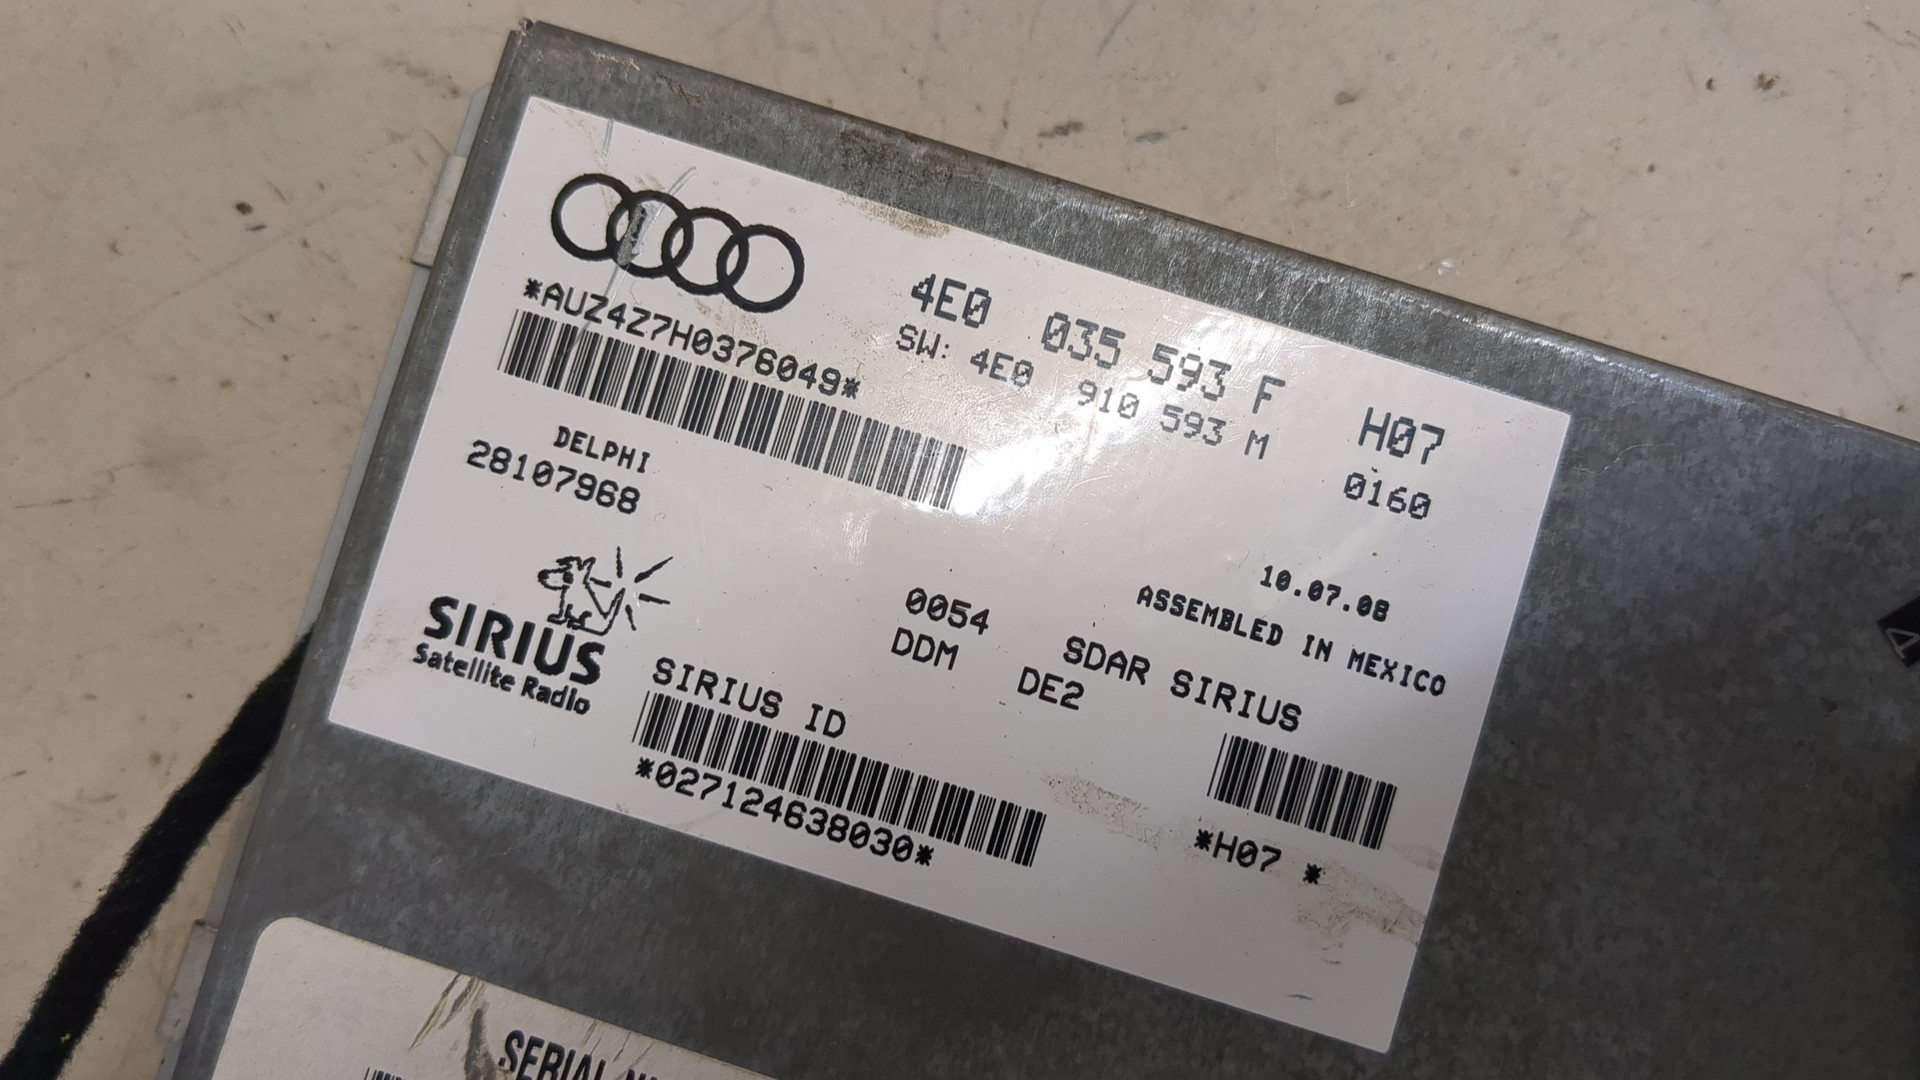 4E0 035 593 F H07
SW: 4E0 910 593 M 0160
*AUZ4Z7H0376049*
DELPHI
28107968
10.07.08
ASSEMBLED IN MEXICO
0054 SDAR SIRIUS
DDM DE2
SIRIUS
Satellite Radio
SIRIUS ID
*027124638030*
*H07 *
SERIAL
A